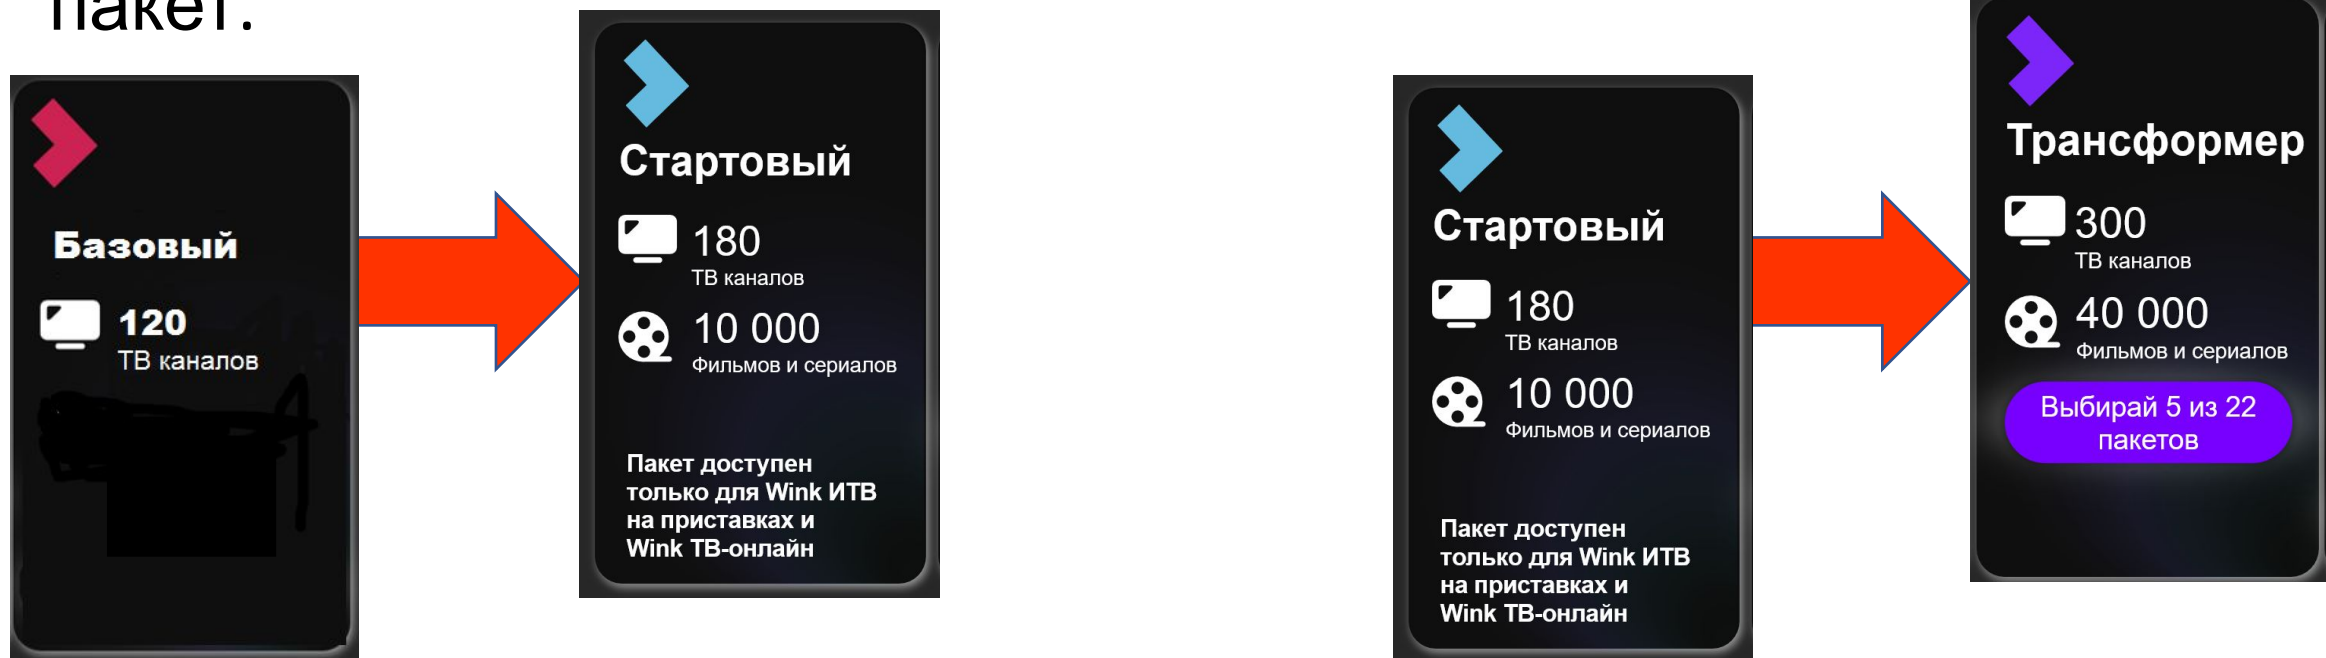 пакет.
Базовый
120
ТВ каналов
Стартовый
180
ТВ каналов
10 000
Фильмов и сериалов
Пакет доступен
только для Wink ИТВ
на приставках и
Wink ТВ-онлайн
Стартовый
180
ТВ каналов
10 000
Фильмов и сериалов
Пакет доступен
только для Wink ИТВ
на приставках и
Wink ТВ-онлайн
Трансформер
300
ТВ каналов
40 000
Фильмов и сериалов
Выбирай 5 из 22
пакетов